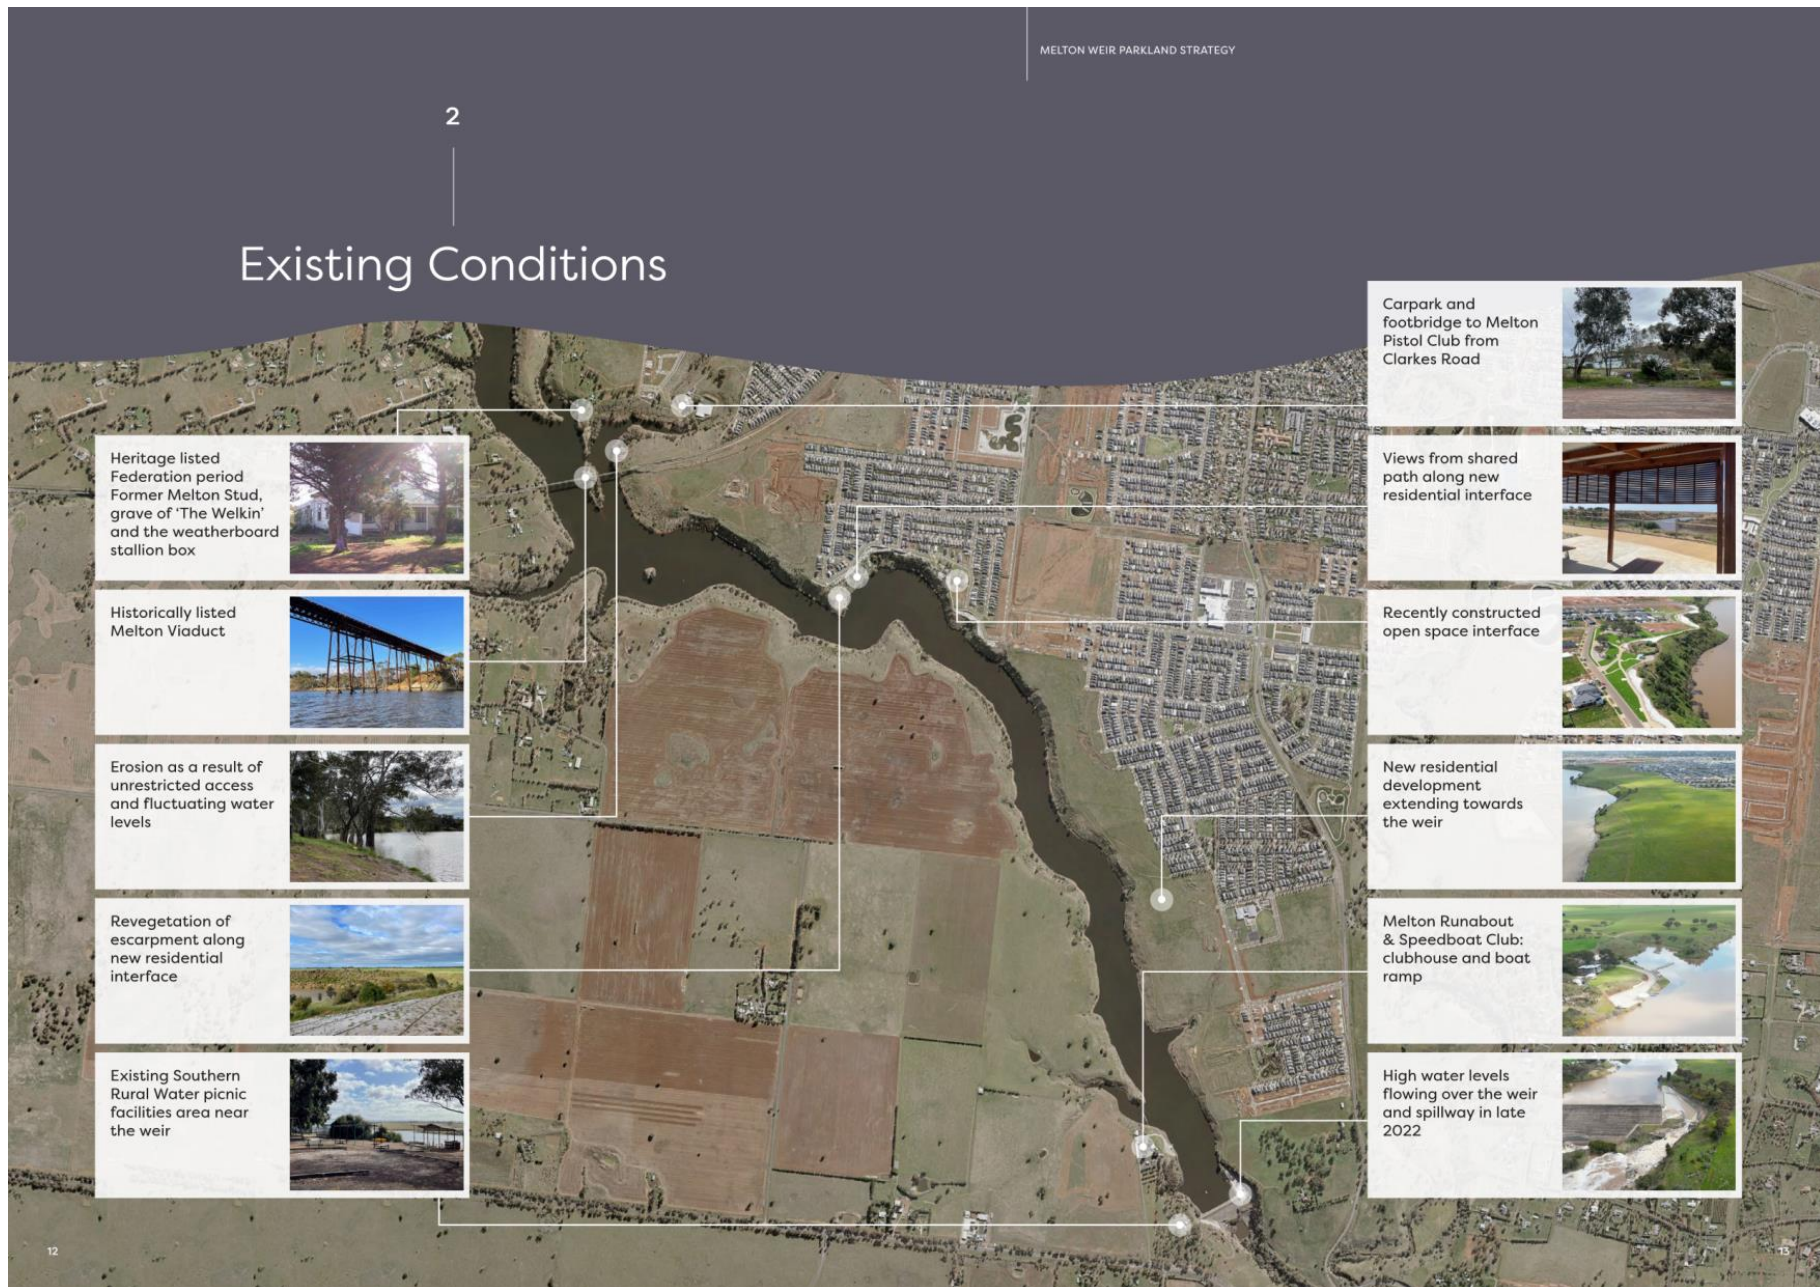 MELTON WEIR PARKLAND STRATEGY
2
Existing Conditions
Heritage listed
Federation period
Former Melton Stud,
grave of ‘The Welkin’
and the weatherboard
stallion box
Historically listed
Melton Viaduct
Erosion as a result of
unrestricted access
and fluctuating water
levels
Revegetation of
escarpment along
new residential
interface
Existing Southern
Rural Water picnic
facilities area near
the weir
Carpark and
footbridge to Melton
Pistol Club from
Clarkes Road
Views from shared
path along new
residential interface
Recently constructed
open space interface
New residential
development
extending towards
the weir
Melton Runabout
& Speedboat Club:
clubhouse and boat
ramp
High water levels
flowing over the weir
and spillway in late
2022
12
13